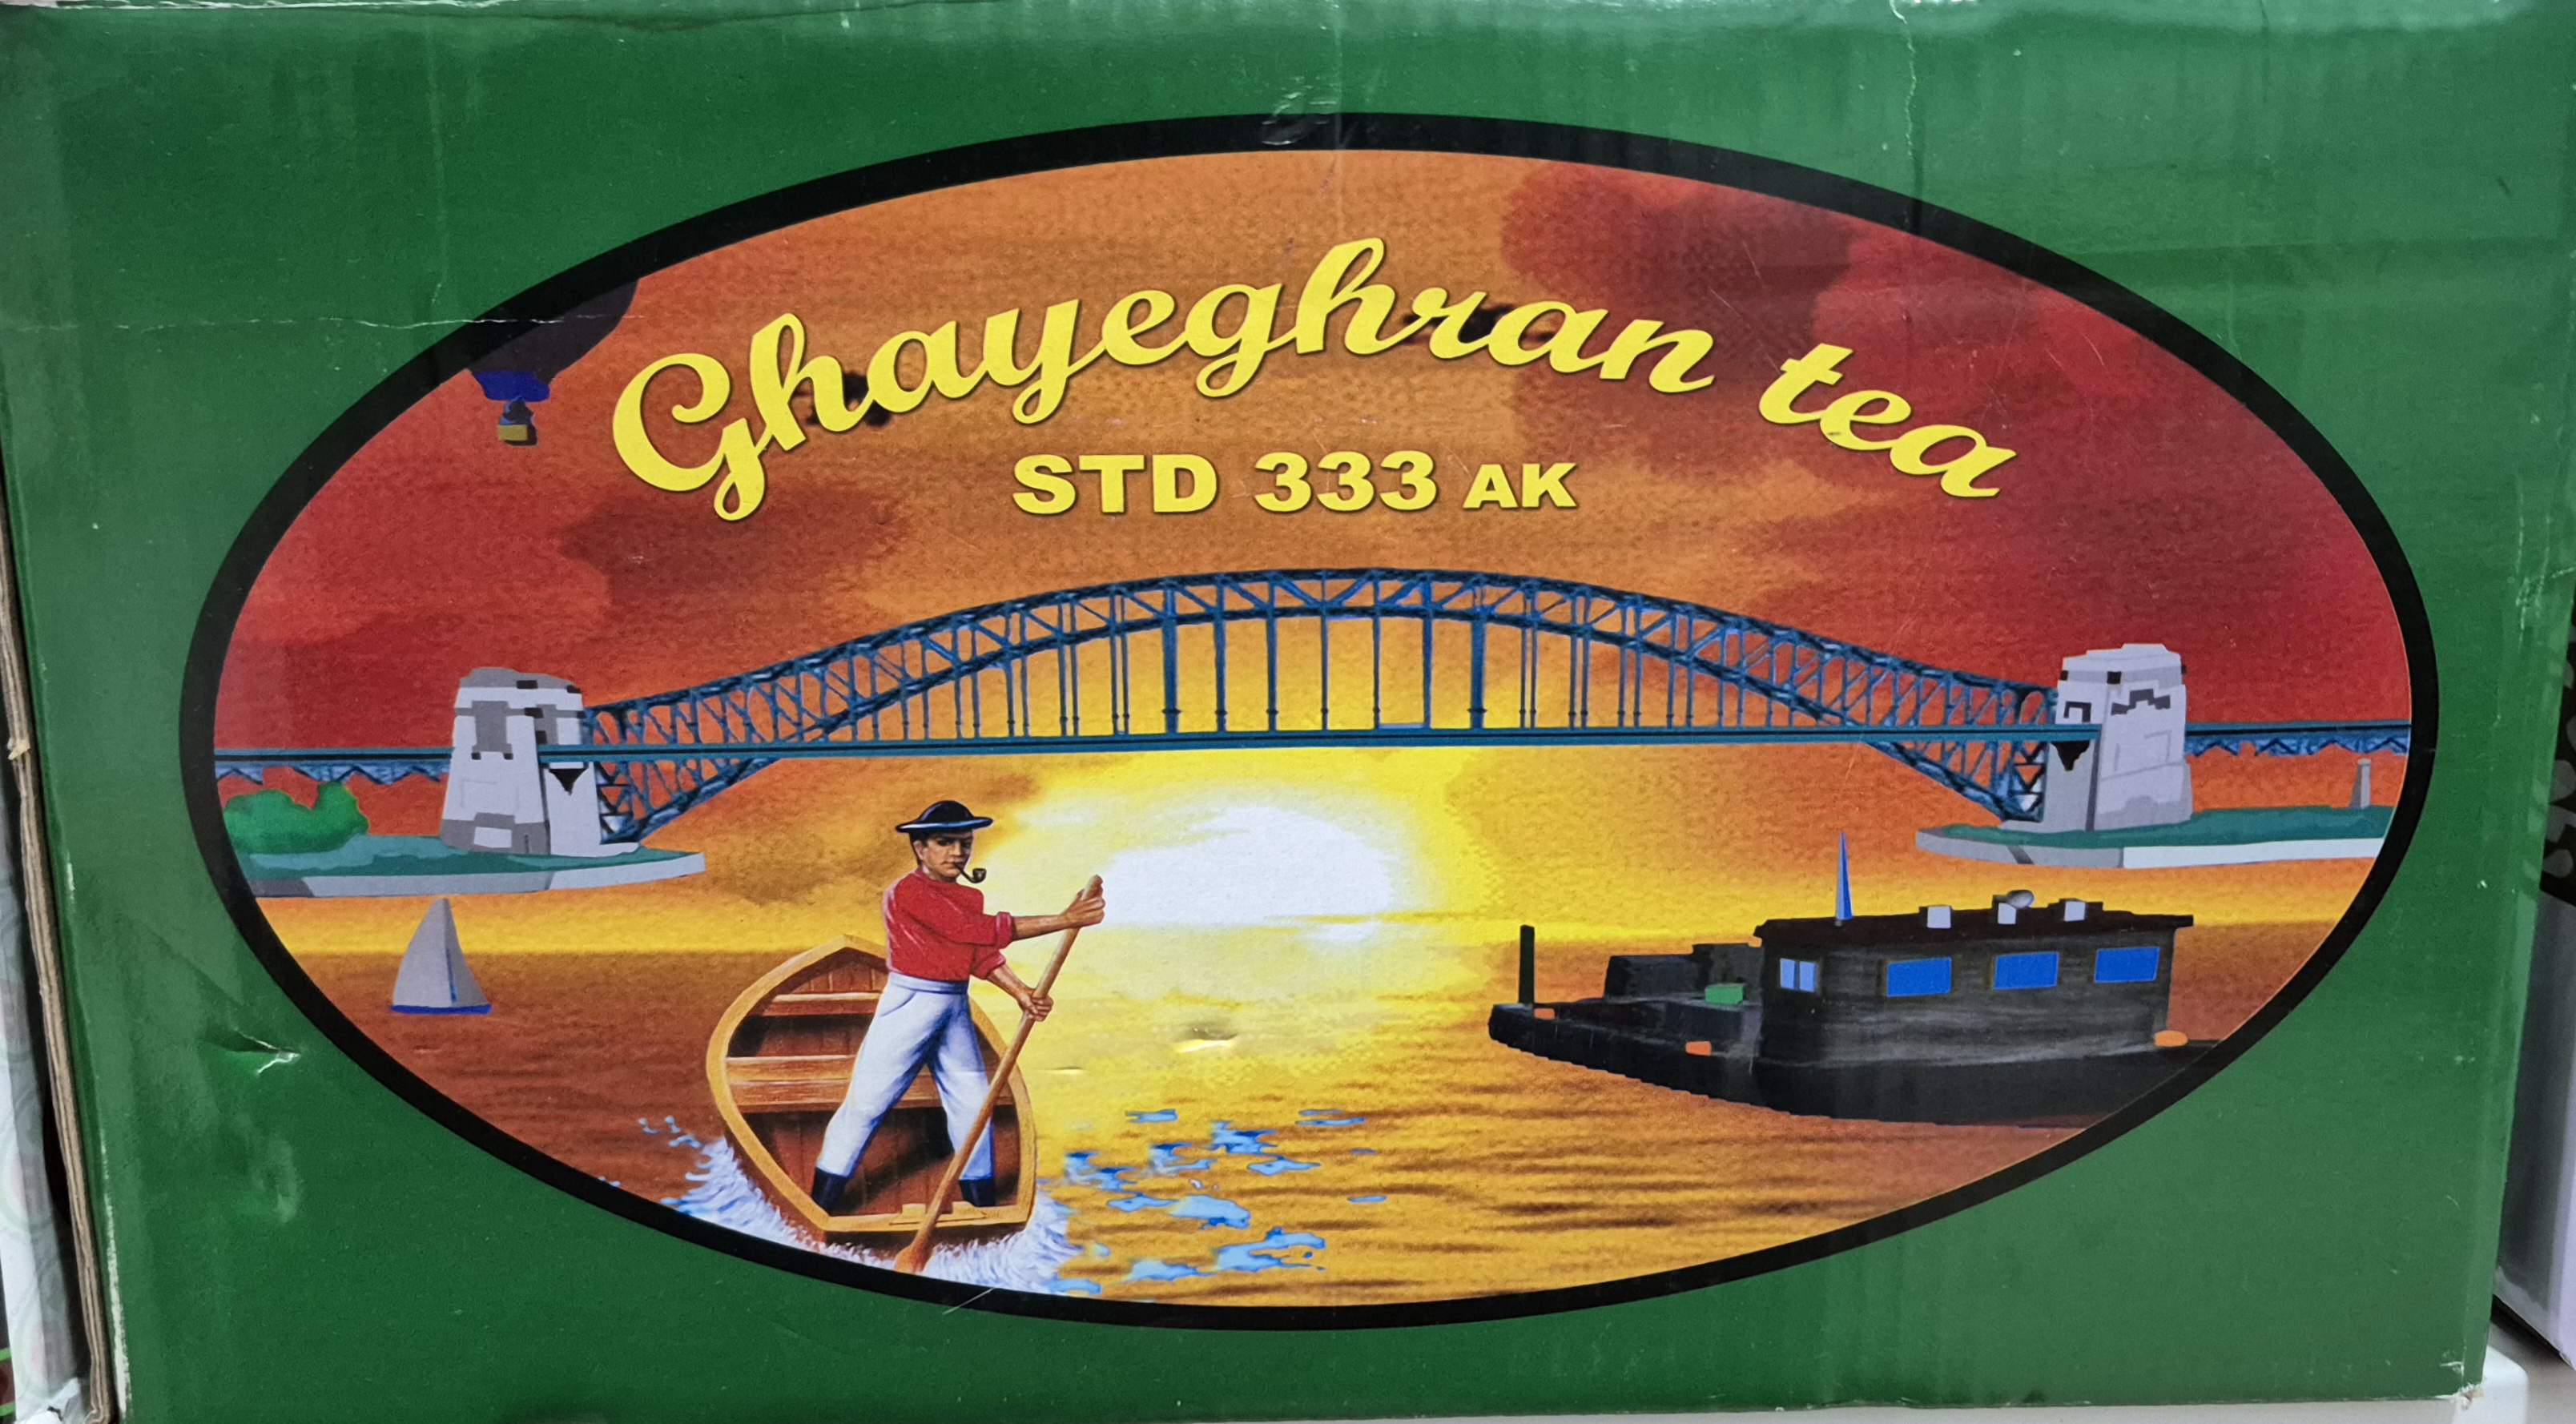 Ghayeghran tea
STD 333 AK